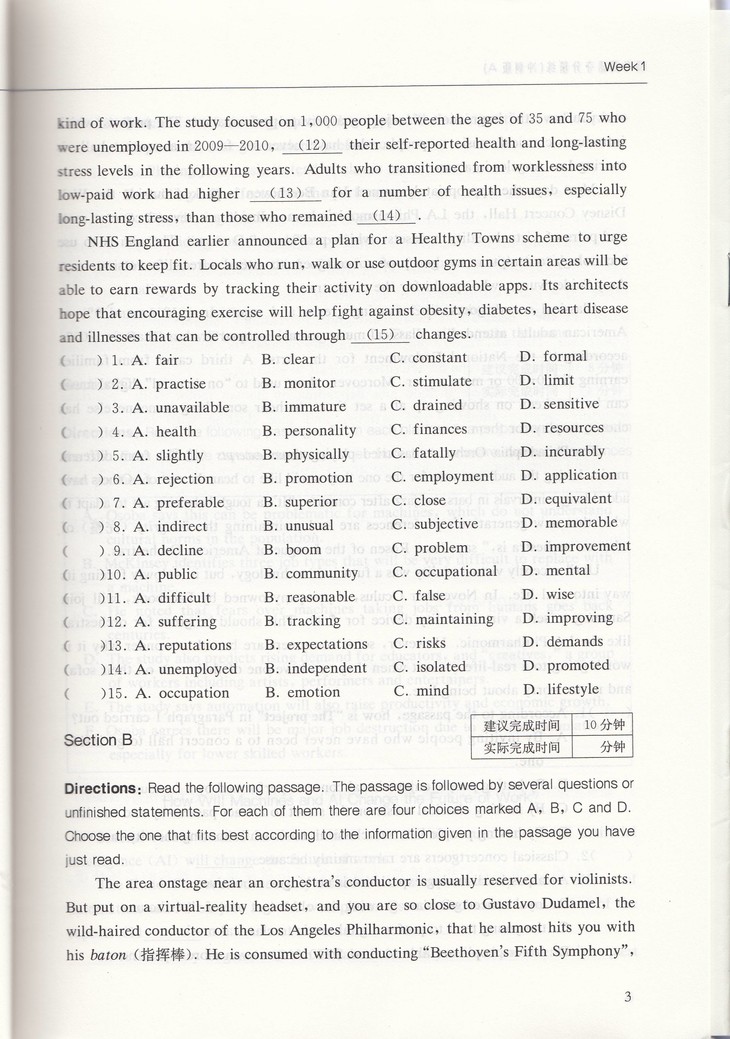 Week 1
kind of work. The study focused on 1,000 people between the ages of 35 and 75 who
were unemployed in 2009—2010, (12) their self-reported health and long-lasting
stress levels in the following years. Adults who transitioned from worklessness into
low-paid work had higher (13) for a number of health issues, especially
long-lasting stress, than those who remained (14).
NHS England earlier announced a plan for a Healthy Towns scheme to urge
residents to keep fit. Locals who run, walk or use outdoor gyms in certain areas will be
able to earn rewards by tracking their activity on downloadable apps. Its architects
hope that encouraging exercise will help fight against obesity, diabetes, heart disease
and illnesses that can be controlled through (15) changes.
( ) 1. A. fair B. clear C. constant D. formal
( ) 2. A. practise B. monitor C. stimulate D. limit
( ) 3. A. unavailable B. immature C. drained D. sensitive
( ) 4. A. health B. personality C. finances D. resources
( ) 5. A. slightly B. physically C. fatally D. incurably
( ) 6. A. rejection B. promotion C. employment D. application
( ) 7. A. preferable B. superior C. close D. equivalent
( ) 8. A. indirect B. unusual C. subjective D. memorable
( ) 9. A. decline B. boom C. problem D. improvement
( )10. A. public B. community C. occupational D. mental
( )11. A. difficult B. reasonable C. false D. wise
( )12. A. suffering B. tracking C. maintaining D. improving
( )13. A. reputations B. expectations C. risks D. demands
( )14. A. unemployed B. independent C. isolated D. promoted
( )15. A. occupation B. emotion C. mind D. lifestyle
Section B
建议完成时间 10 分钟
实际完成时间 分钟
Directions: Read the following passage. The passage is followed by several questions or
unfinished statements. For each of them there are four choices marked A, B, C and D.
Choose the one that fits best according to the information given in the passage you have
just read.
The area onstage near an orchestra's conductor is usually reserved for violinists.
But put on a virtual-reality headset, and you are so close to Gustavo Dudamel, the
wild-haired conductor of the Los Angeles Philharmonic, that he almost hits you with
his baton (指挥棒). He is consumed with conducting “Beethoven's Fifth Symphony”,
3